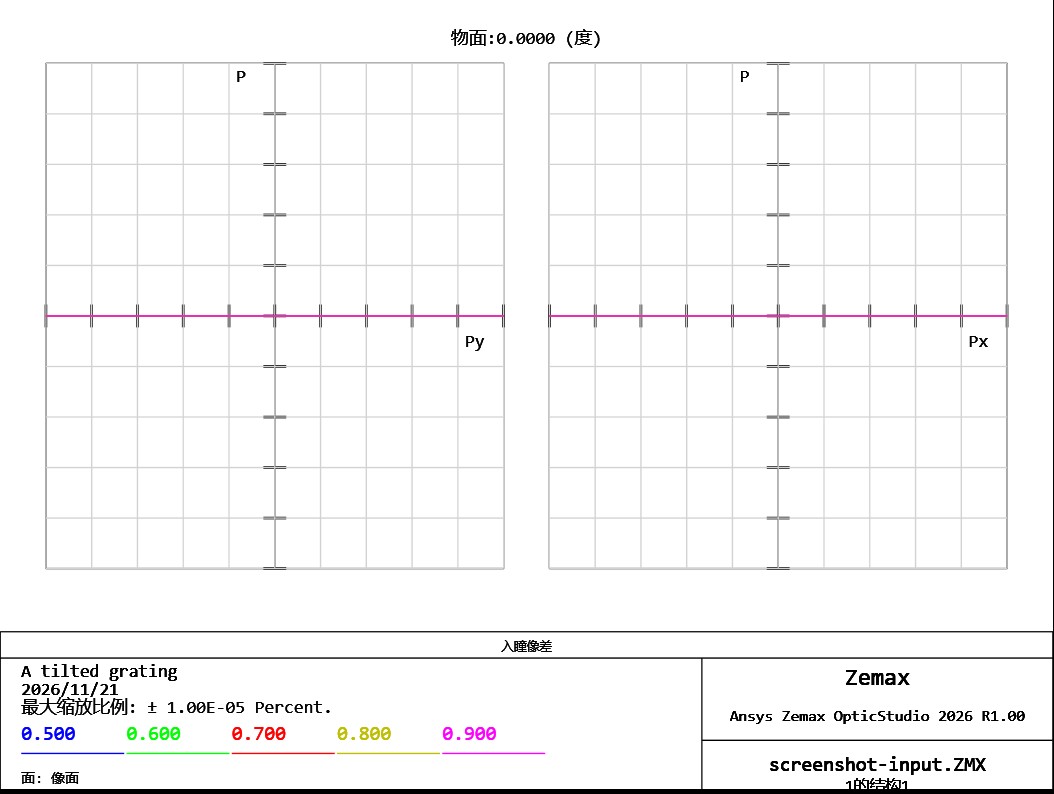 物面:0.0000 (度)
P
P
Py
Px
入瞳像差
A tilted grating
2026/11/21
最大缩放比例: ± 1.00E-05 Percent.
0.500 0.600 0.700 0.800 0.900
面: 像面
Zemax
Ansys Zemax OpticStudio 2026 R1.00
screenshot-input.ZMX
1的结构1